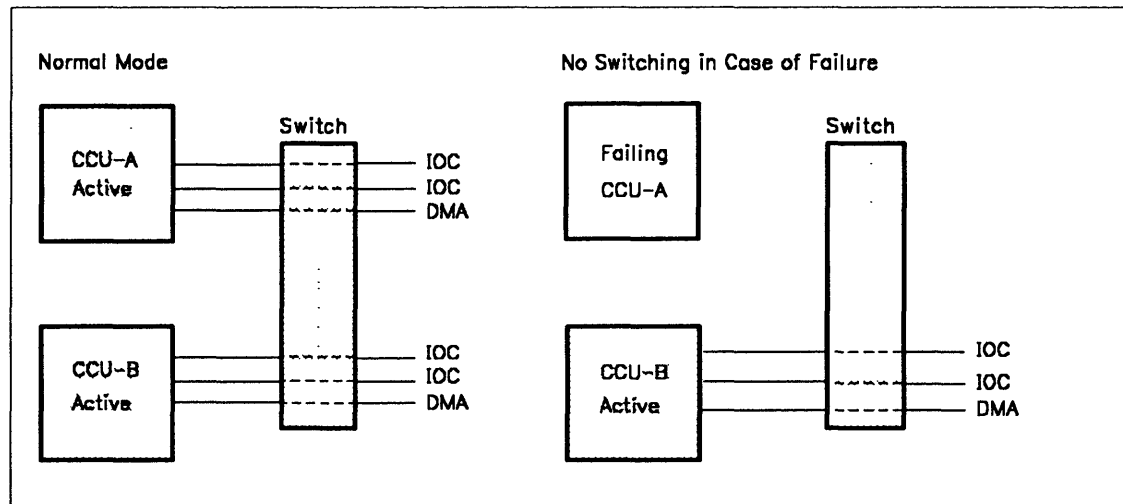 Normal Mode
CCU-A
Active
Switch
IOC
IOC
DMA
CCU-B
Active
IOC
IOC
DMA
No Switching in Case of Failure
Failing
CCU-A
Switch
CCU-B
Active
IOC
IOC
DMA